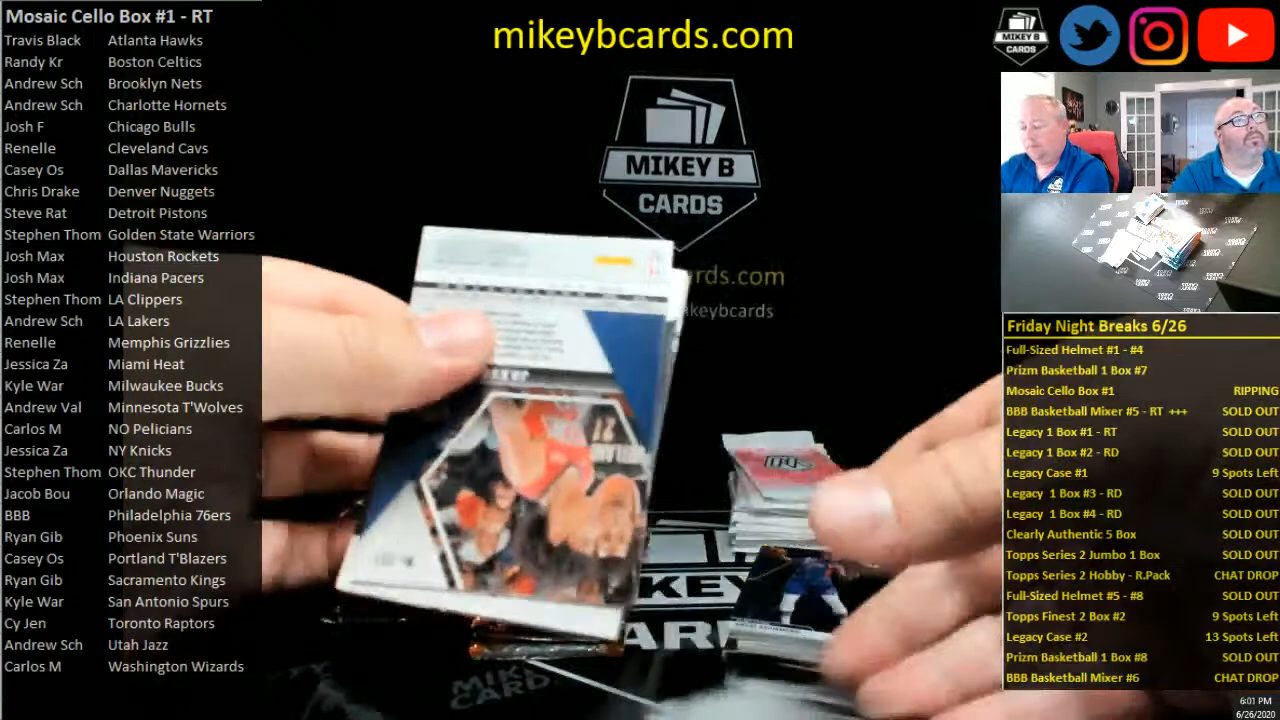 Mosaic Cello Box #1 - RT
Travis Black Atlanta Hawks
Randy Kr Boston Celtics
Andrew Sch Brooklyn Nets
Andrew Sch Charlotte Hornets
Josh F Chicago Bulls
Renelle Cleveland Cavs
Casey Os Dallas Mavericks
Chris Drake Denver Nuggets
Steve Rat Detroit Pistons
Stephen Thom Golden State Warriors
Josh Max Houston Rockets
Josh Max Indiana Pacers
Stephen Thom LA Clippers
Andrew Sch LA Lakers
Renelle Memphis Grizzlies
Jessica Za Miami Heat
Kyle War Milwaukee Bucks
Andrew Val Minnesota T'Wolves
Carlos M NO Pelicians
Jessica Za NY Knicks
Stephen Thom OKC Thunder
Jacob Bou Orlando Magic
BBB Philadelphia 76ers
Ryan Gib Phoenix Suns
Casey Os Portland T'Blazers
Ryan Gib Sacramento Kings
Kyle War San Antonio Spurs
Cy Jen Toronto Raptors
Andrew Sch Utah Jazz
Carlos M Washington Wizards
mikeybcards.com
MIKEY B
CARDS
rds.com
keybcards
MIKEY B
CARDS
Friday Night Breaks 6/26
Full-Sized Helmet #1 - #4
Prizm Basketball 1 Box #7
Mosaic Cello Box #1 RIPPING
BBB Basketball Mixer #5 - RT +++ SOLD OUT
Legacy 1 Box #1 - RT SOLD OUT
Legacy 1 Box #2 - RD SOLD OUT
Legacy Case #1 9 Spots Left
Legacy 1 Box #3 - RD SOLD OUT
Legacy 1 Box #4 - RD SOLD OUT
Clearly Authentic 5 Box SOLD OUT
Topps Series 2 Jumbo 1 Box SOLD OUT
Topps Series 2 Hobby - R.Pack CHAT DROP
Full-Sized Helmet #5 - #8 SOLD OUT
Topps Finest 2 Box #2 9 Spots Left
Legacy Case #2 13 Spots Left
Prizm Basketball 1 Box #8 SOLD OUT
BBB Basketball Mixer #6 CHAT DROP
6:01 PM
6/26/2020